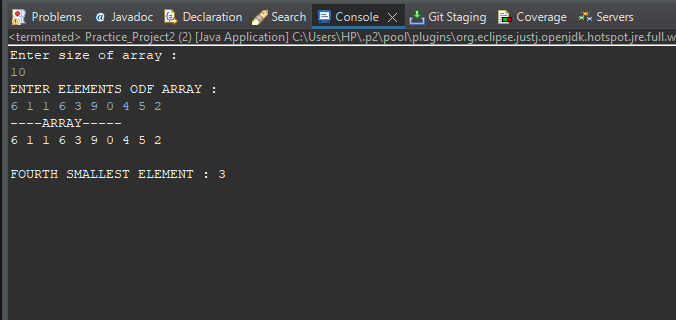 Problems @ Javadoc Declaration Search Console Git Staging Coverage Servers
<terminated> Practice_Project2 (2) [Java Application] C:\Users\HP\.p2\pool\plugins\org.eclipse.justj.openjdk.hotspot.jre.full.w
Enter size of array :
10
ENTER ELEMENTS ODF ARRAY :
6 1 1 6 3 9 0 4 5 2
----ARRAY-----
6 1 1 6 3 9 0 4 5 2
FOURTH SMALLEST ELEMENT : 3